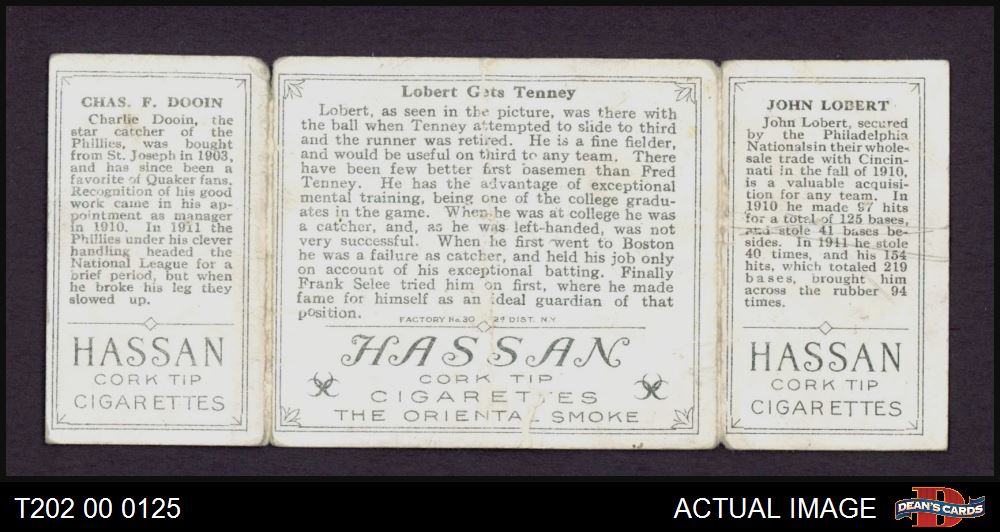 CHAS. F. DOOIN
Charlie Dooin, the
star catcher of the
Phillies, was bought
from St. Joseph in 1903,
and has since been a
favorite of Quaker fans.
Recognition of his good
work came in his ap-
pointment as manager
in 1910. In 1911 the
Phillies under his clever
handling headed the
National League for a
brief period, but when
he broke his leg they
slowed up.
HASSAN
CORK TIP
CIGARETTES
Lobert Gets Tenney
Lobert, as seen in the picture, was there with
the ball when Tenney attempted to slide to third
and the runner was retired. He is a fine fielder,
and would be useful on third to any team. There
have been few better first basemen than Fred
Tenney. He has the advantage of exceptional
mental training, being one of the college gradu-
ates in the game. When he was at college he was
a catcher, and, as he was left-handed, was not
very successful. When he first went to Boston
he was a failure as catcher, and held his job only
on account of his exceptional batting. Finally
Frank Selee tried him on first, where he made
fame for himself as an ideal guardian of that
position.
FACTORY No. 30 2d DIST. N.Y.
HASSAN
CORK TIP
CIGARETTES
THE ORIENTAL SMOKE
JOHN LOBERT
John Lobert, secured
by the Philadelphia
Nationals in their whole-
sale trade with Cincin-
nati in the fall of 1910,
is a valuable acquisi-
tion for any team. In
1910 he made 97 hits
for a total of 125 bases,
and stole 41 bases be-
sides. In 1911 he stole
40 times, and his 154
hits, which totaled 219
bases, brought him
across the rubber 94
times.
HASSAN
CORK TIP
CIGARETTES
T202 00 0125
ACTUAL IMAGE
DEAN'S CARDS